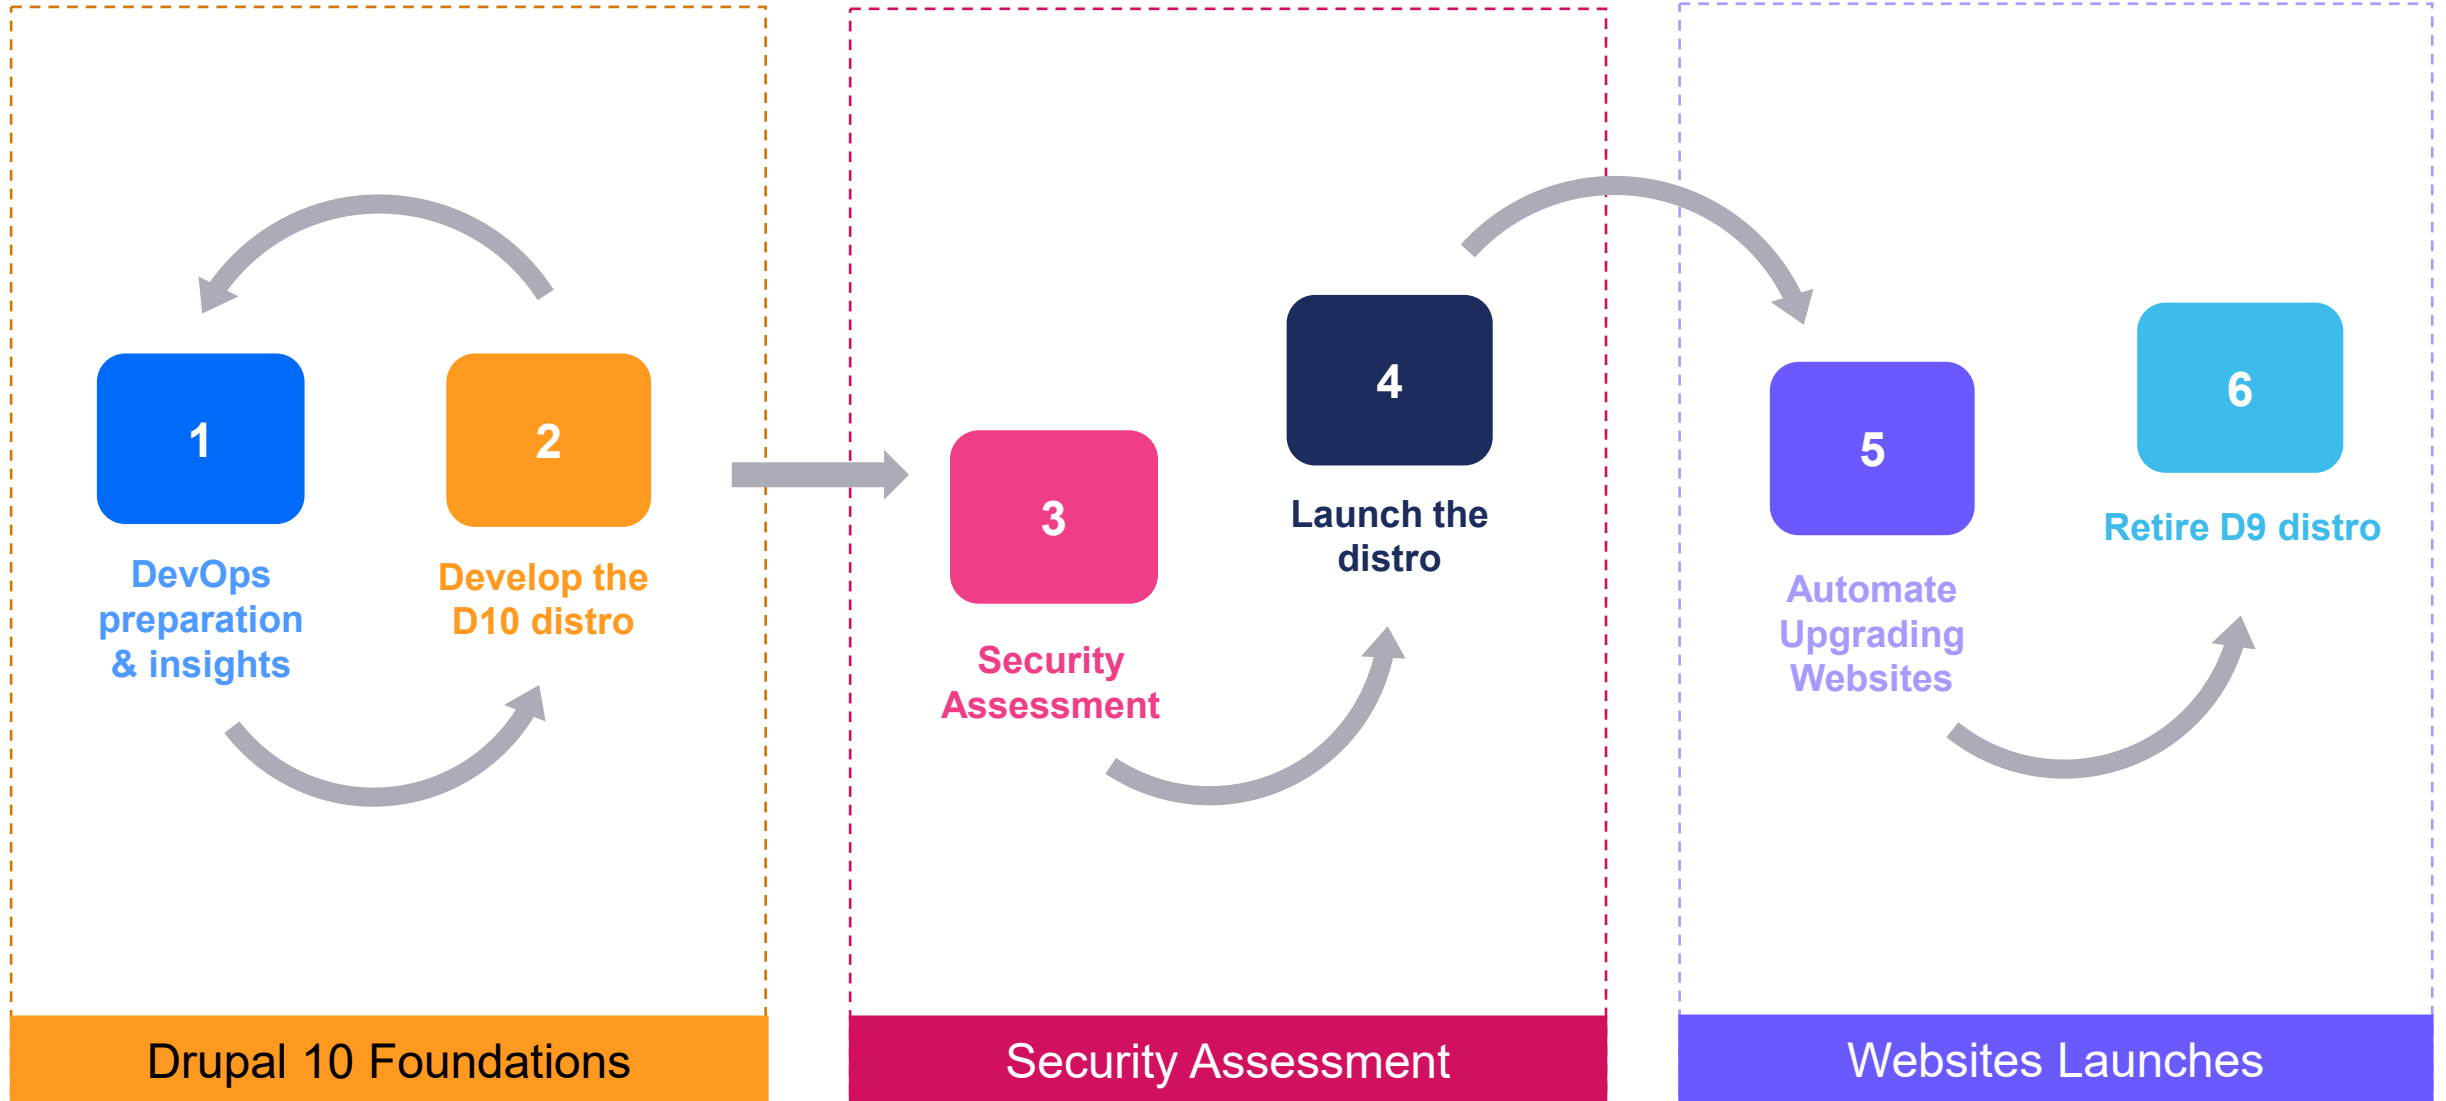 1
DevOps
preparation
& insights
2
Develop the
D10 distro
Drupal 10 Foundations
3
Security
Assessment
4
Launch the
distro
Security Assessment
5
Automate
Upgrading
Websites
6
Retire D9 distro
Websites Launches